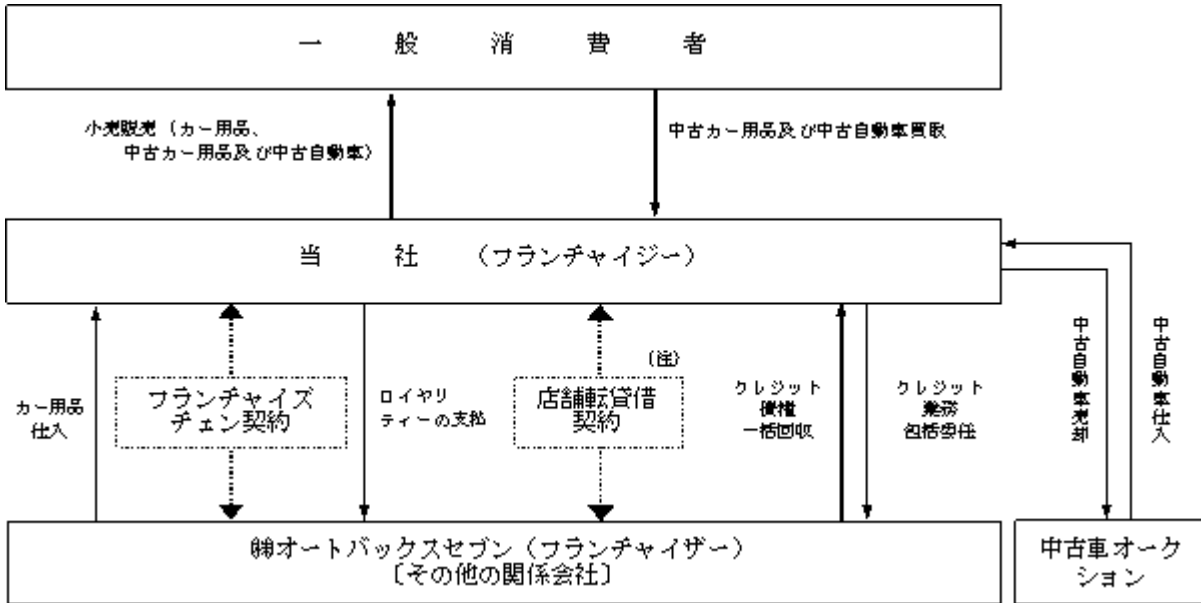 一般消費者
小売販売（カー用品、
中古カー用品及び中古自動車）
中古カー用品及び中古自動車買取
当社（フランチャイジー）
カー用品
仕入
フランチャイズ
チェン契約
ロイヤリ
ティーの支払
(注)
店舗転貸借
契約
クレジット
債権
一括回収
クレジット
業務
包括委任
中古自動車売却
中古自動車仕入
㈱オートバックスセブン（フランチャイザー）
〔その他の関係会社〕
中古車オーク
ション